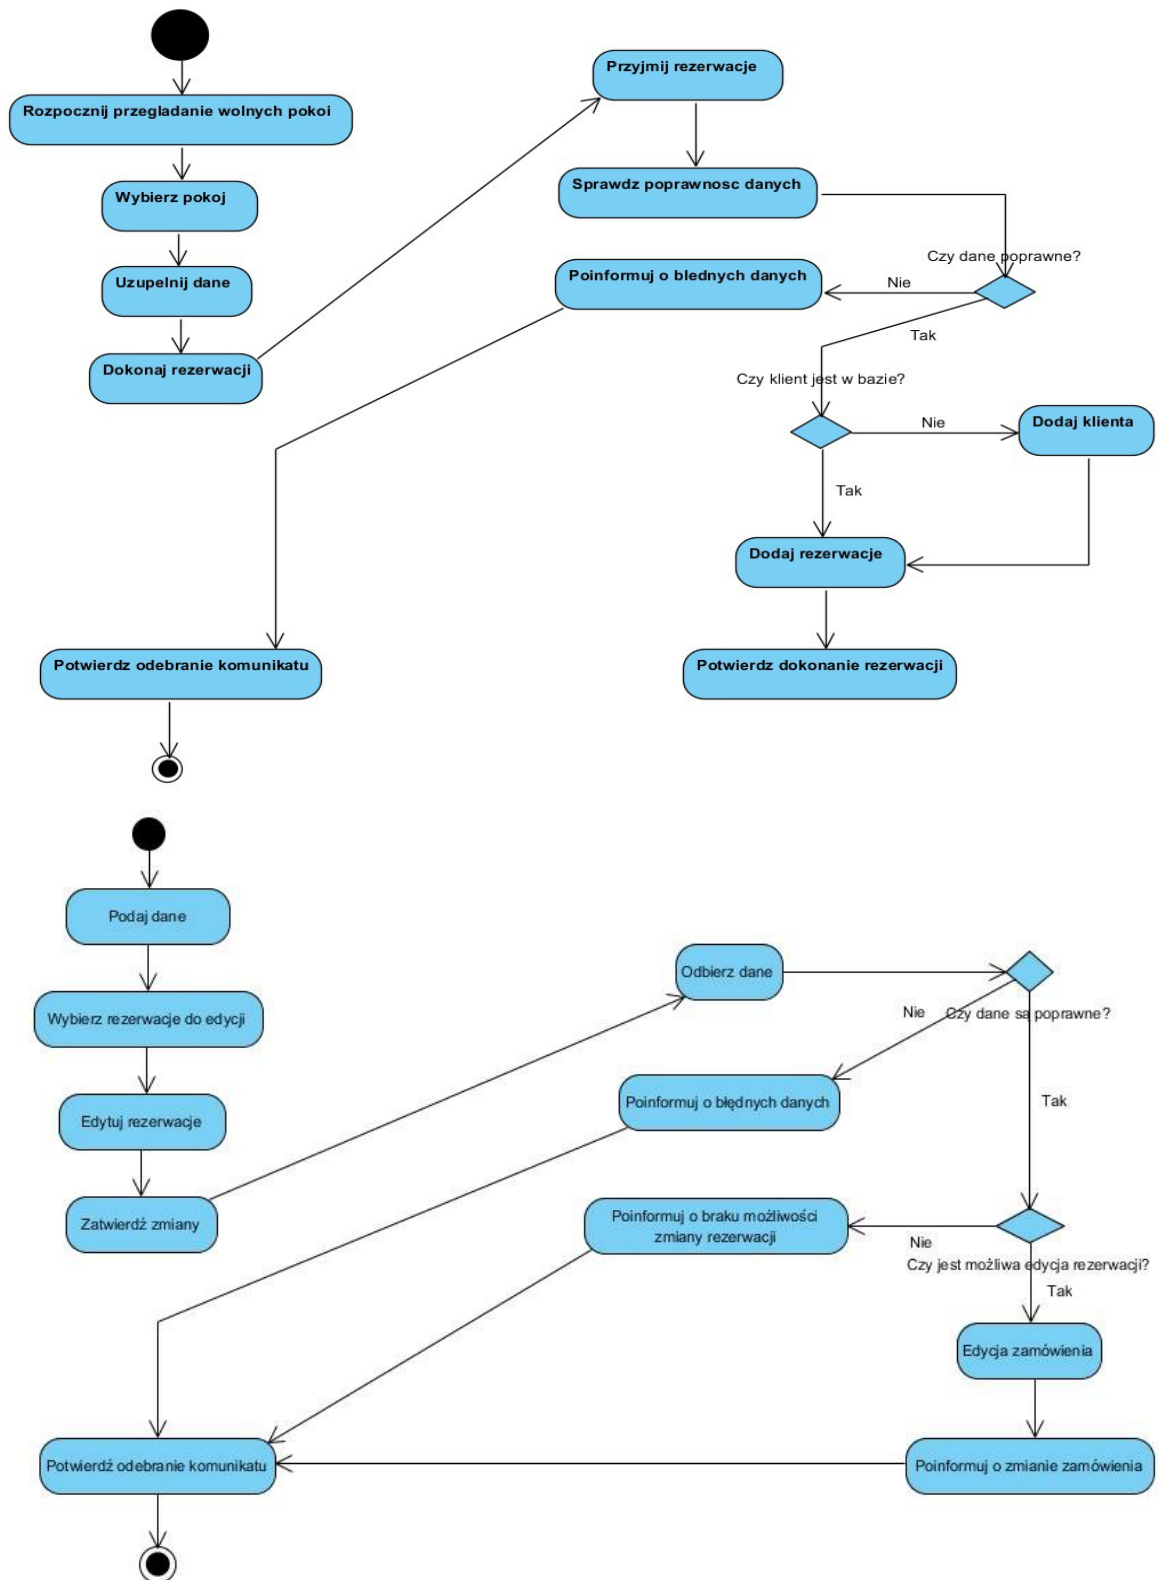 Rozpocznij przegladanie wolnych pokoi
Wybierz pokoj
Uzupelnij dane
Dokonaj rezerwacji
Przyjmij rezerwacje
Sprawdz poprawnosc danych
Czy dane poprawne?
Nie
Poinformuj o blednych danych
Tak
Czy klient jest w bazie?
Nie
Dodaj klienta
Tak
Dodaj rezerwacje
Potwierdz odebranie komunikatu
Potwierdz dokonanie rezerwacji
Podaj dane
Wybierz rezerwacje do edycji
Edytuj rezerwacje
Zatwierdź zmiany
Odbierz dane
Nie
Czy dane są poprawne?
Poinformuj o błędnych danych
Tak
Poinformuj o braku możliwości
zmiany rezerwacji
Nie
Czy jest możliwa edycja rezerwacji?
Tak
Edycja zamówienia
Poinformuj o zmianie zamówienia
Potwierdź odebranie komunikatu